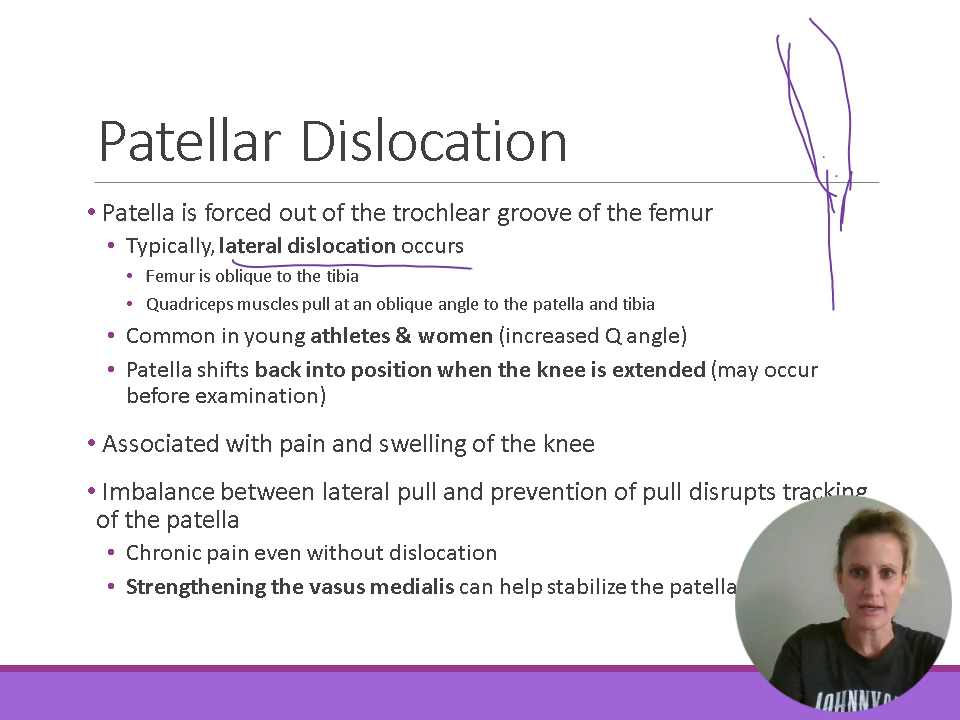 Patellar Dislocation
• Patella is forced out of the trochlear groove of the femur
• Typically, lateral dislocation occurs
• Femur is oblique to the tibia
• Quadriceps muscles pull at an oblique angle to the patella and tibia
• Common in young athletes & women (increased Q angle)
• Patella shifts back into position when the knee is extended (may occur
before examination)
• Associated with pain and swelling of the knee
• Imbalance between lateral pull and prevention of pull disrupts tracking
of the patella
• Chronic pain even without dislocation
• Strengthening the vasus medialis can help stabilize the patella